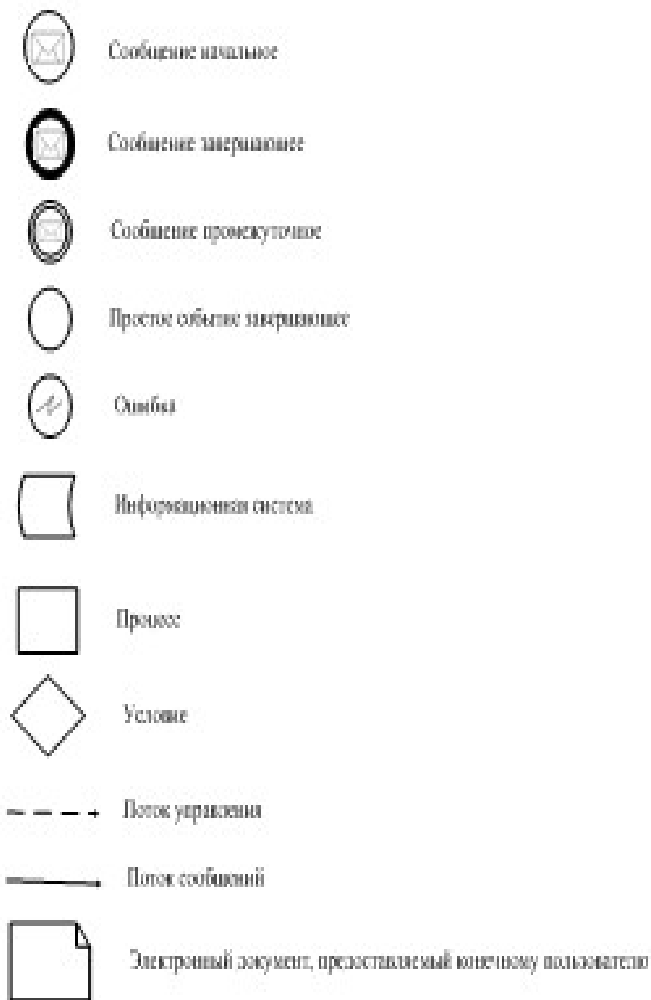 Сообщение начальное
Сообщение завершающее
Сообщение промежуточное
Простое событие завершающее
Ошибка
Информационная система
Процесс
Условие
Поток управления
Поток сообщений
Электронный документ, предоставляемый конечному пользователю